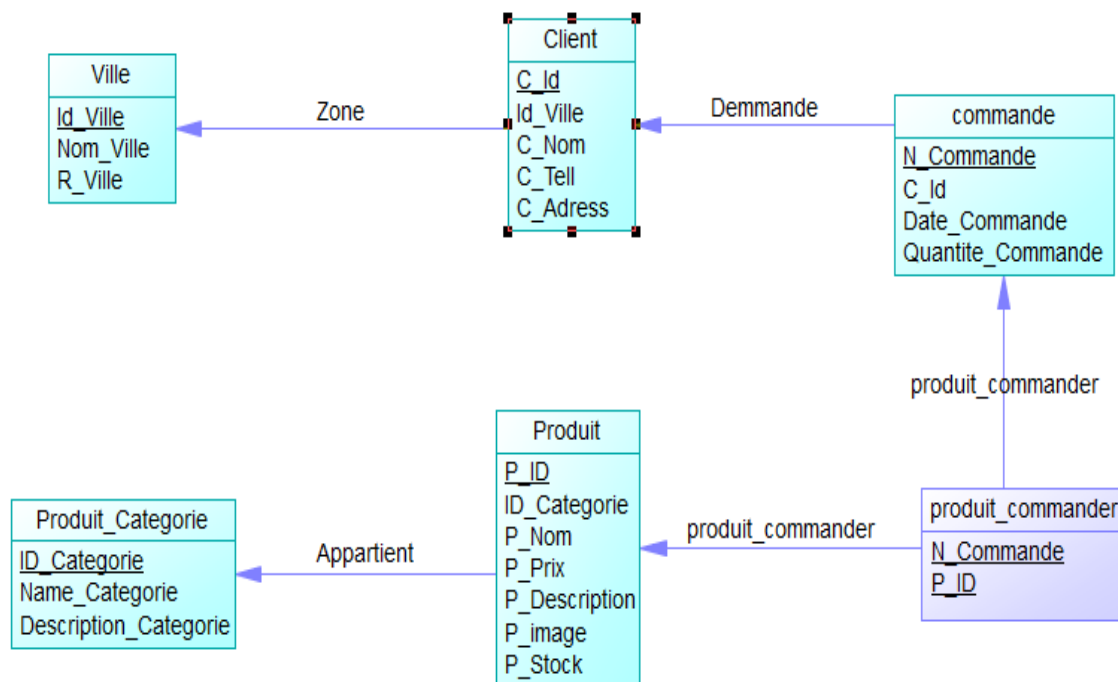 Ville
Id_Ville
Nom_Ville
R_Ville
Zone
Client
C_Id
Id_Ville
C_Nom
C_Tell
C_Adress
Demmande
commande
N_Commande
C_Id
Date_Commande
Quantite_Commande
produit_commander
Produit_Categorie
ID_Categorie
Name_Categorie
Description_Categorie
Appartient
Produit
P_ID
ID_Categorie
P_Nom
P_Prix
P_Description
P_image
P_Stock
produit_commander
produit_commander
N_Commande
P_ID